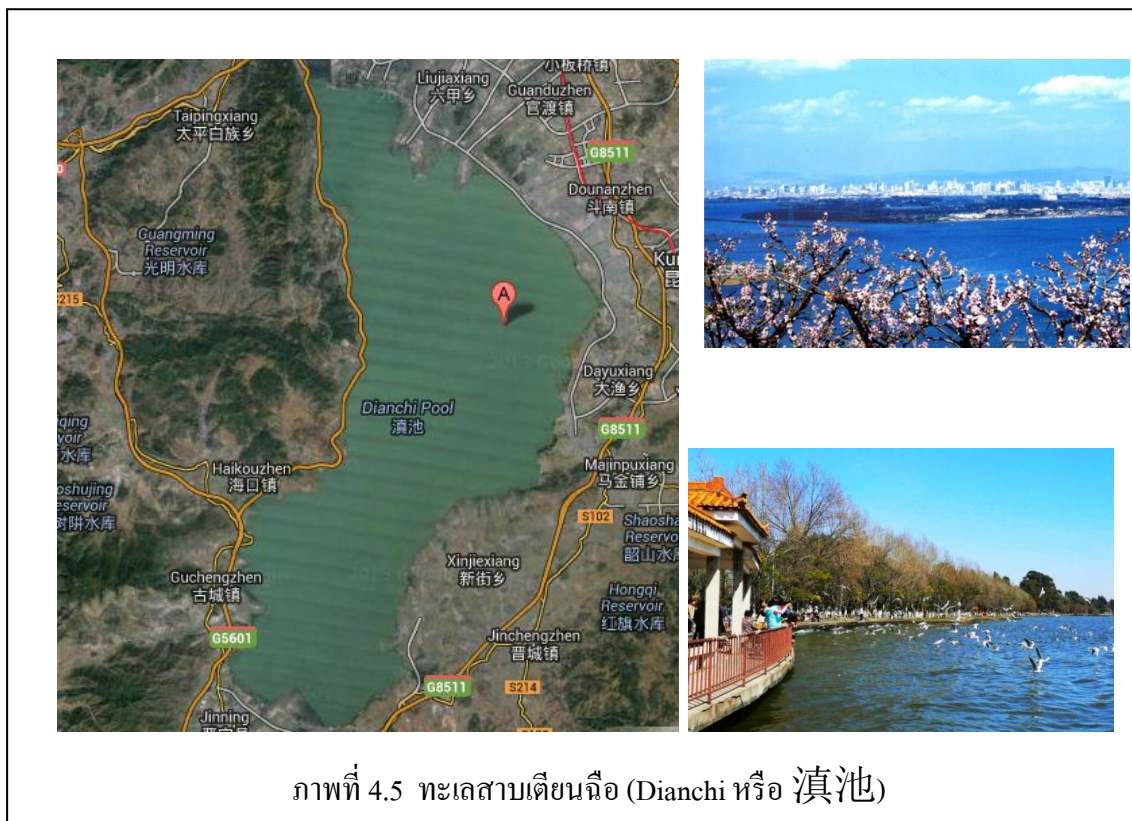 小板桥镇
Liujiaxiang
六甲乡
Guanduzhen
官渡镇
Taipingxiang
太平白族乡
G8511
Dounanzhen
斗南镇
Guangming
Reservoir
光明水库
Kun
昆
S215
A
Dayuxiang
大渔乡
Dianchi Pool
滇池
G8511
Haikouzhen
海口镇
Majinpuxiang
马金铺乡
S102
Reservoir
韶山水库
Xinjiexiang
新街乡
Guchengzhen
古城镇
Hongqi
Reservoir
红旗水库
G5601
Jinchengzhen
晋城镇
G8511
S214
Jinning
ภาพที่ 4.5 ทะเลสาบเตียนฉือ (Dianchi หรือ 滇池)